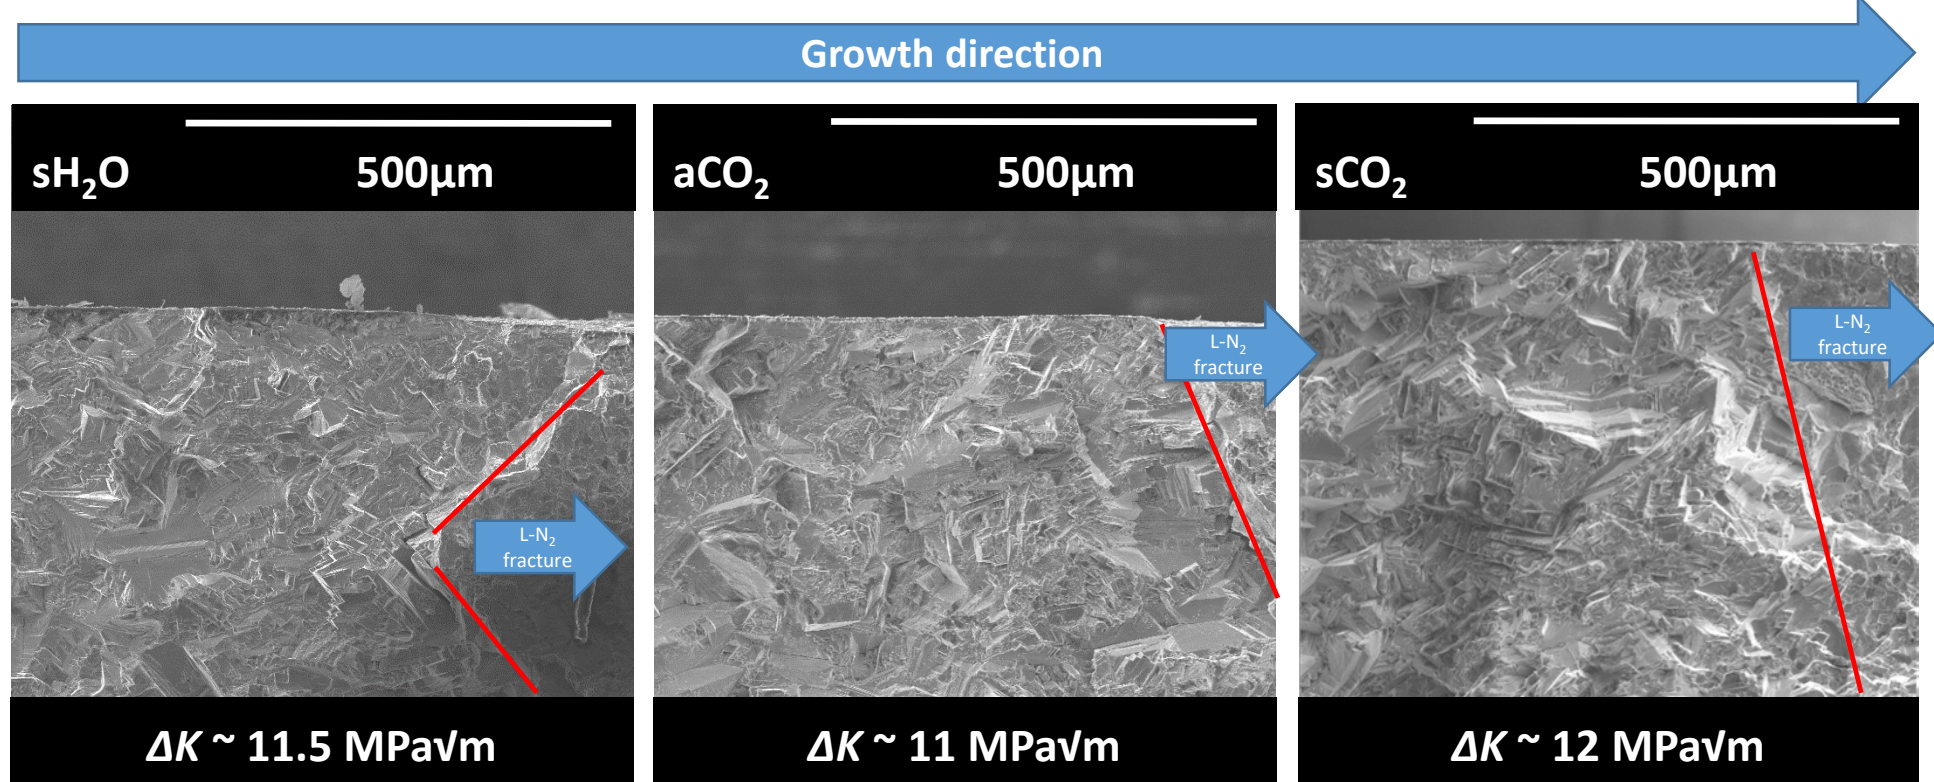 Growth direction
sH₂O 500μm
aCO₂ 500μm
sCO₂ 500μm
L-N₂
fracture
L-N₂
fracture
L-N₂
fracture
ΔK ~ 11.5 MPa√m
ΔK ~ 11 MPa√m
ΔK ~ 12 MPa√m